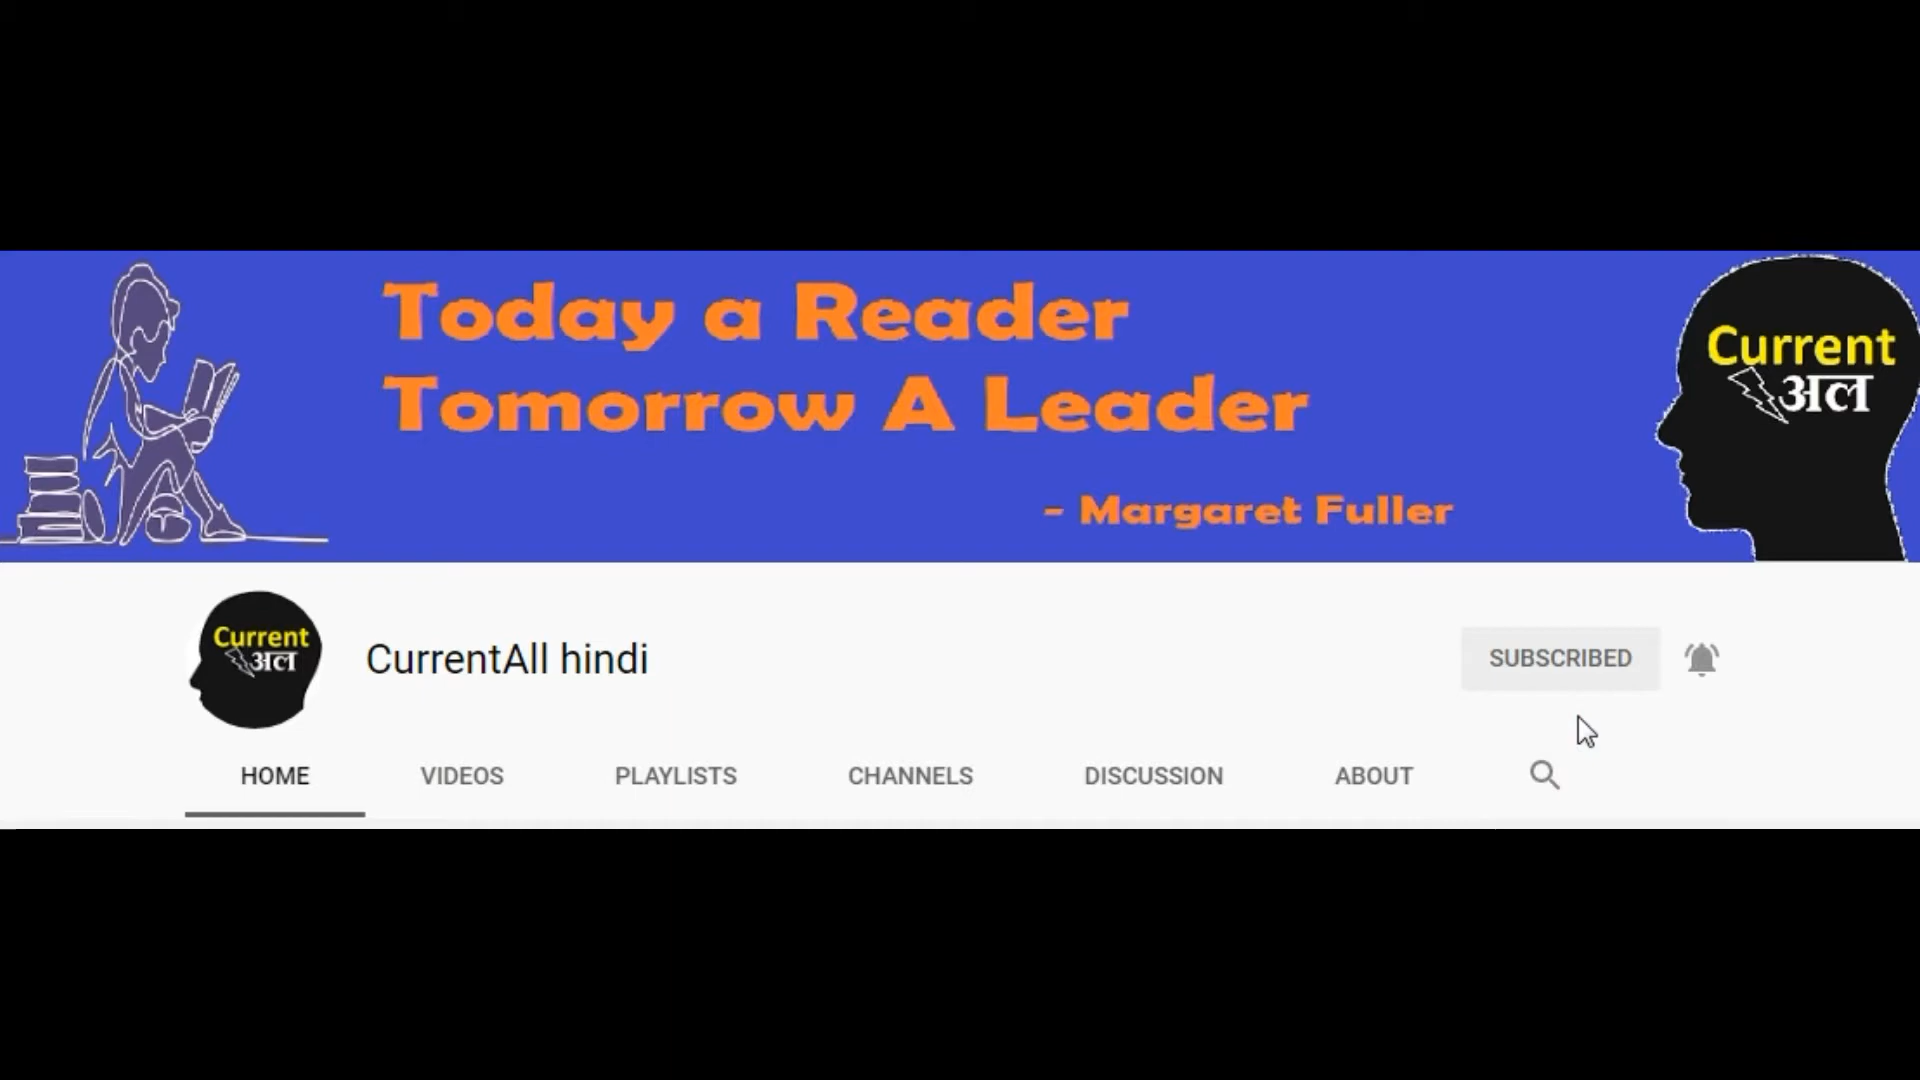 Today a Reader
Tomorrow A Leader
- Margaret Fuller
Current
अल
Current
अल
CurrentAll hindi
SUBSCRIBED
HOME
VIDEOS
PLAYLISTS
CHANNELS
DISCUSSION
ABOUT